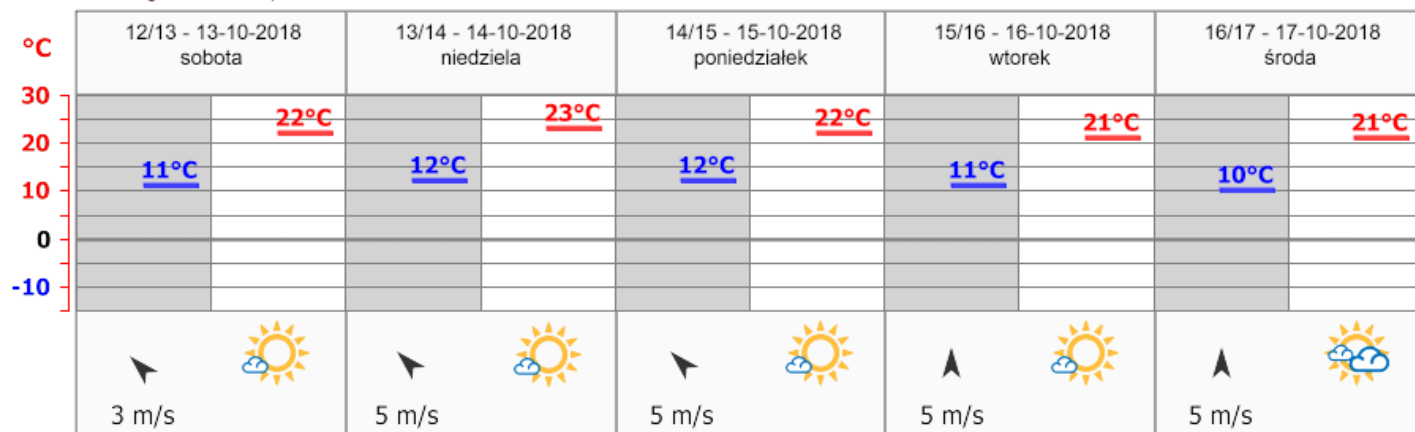 12/13 - 13-10-2018
sobota
13/14 - 14-10-2018
niedziela
14/15 - 15-10-2018
poniedziałek
15/16 - 16-10-2018
wtorek
16/17 - 17-10-2018
środa
°C
30
20
10
0
-10
22°C
11°C
23°C
12°C
22°C
12°C
21°C
11°C
21°C
10°C
3 m/s
5 m/s
5 m/s
5 m/s
5 m/s